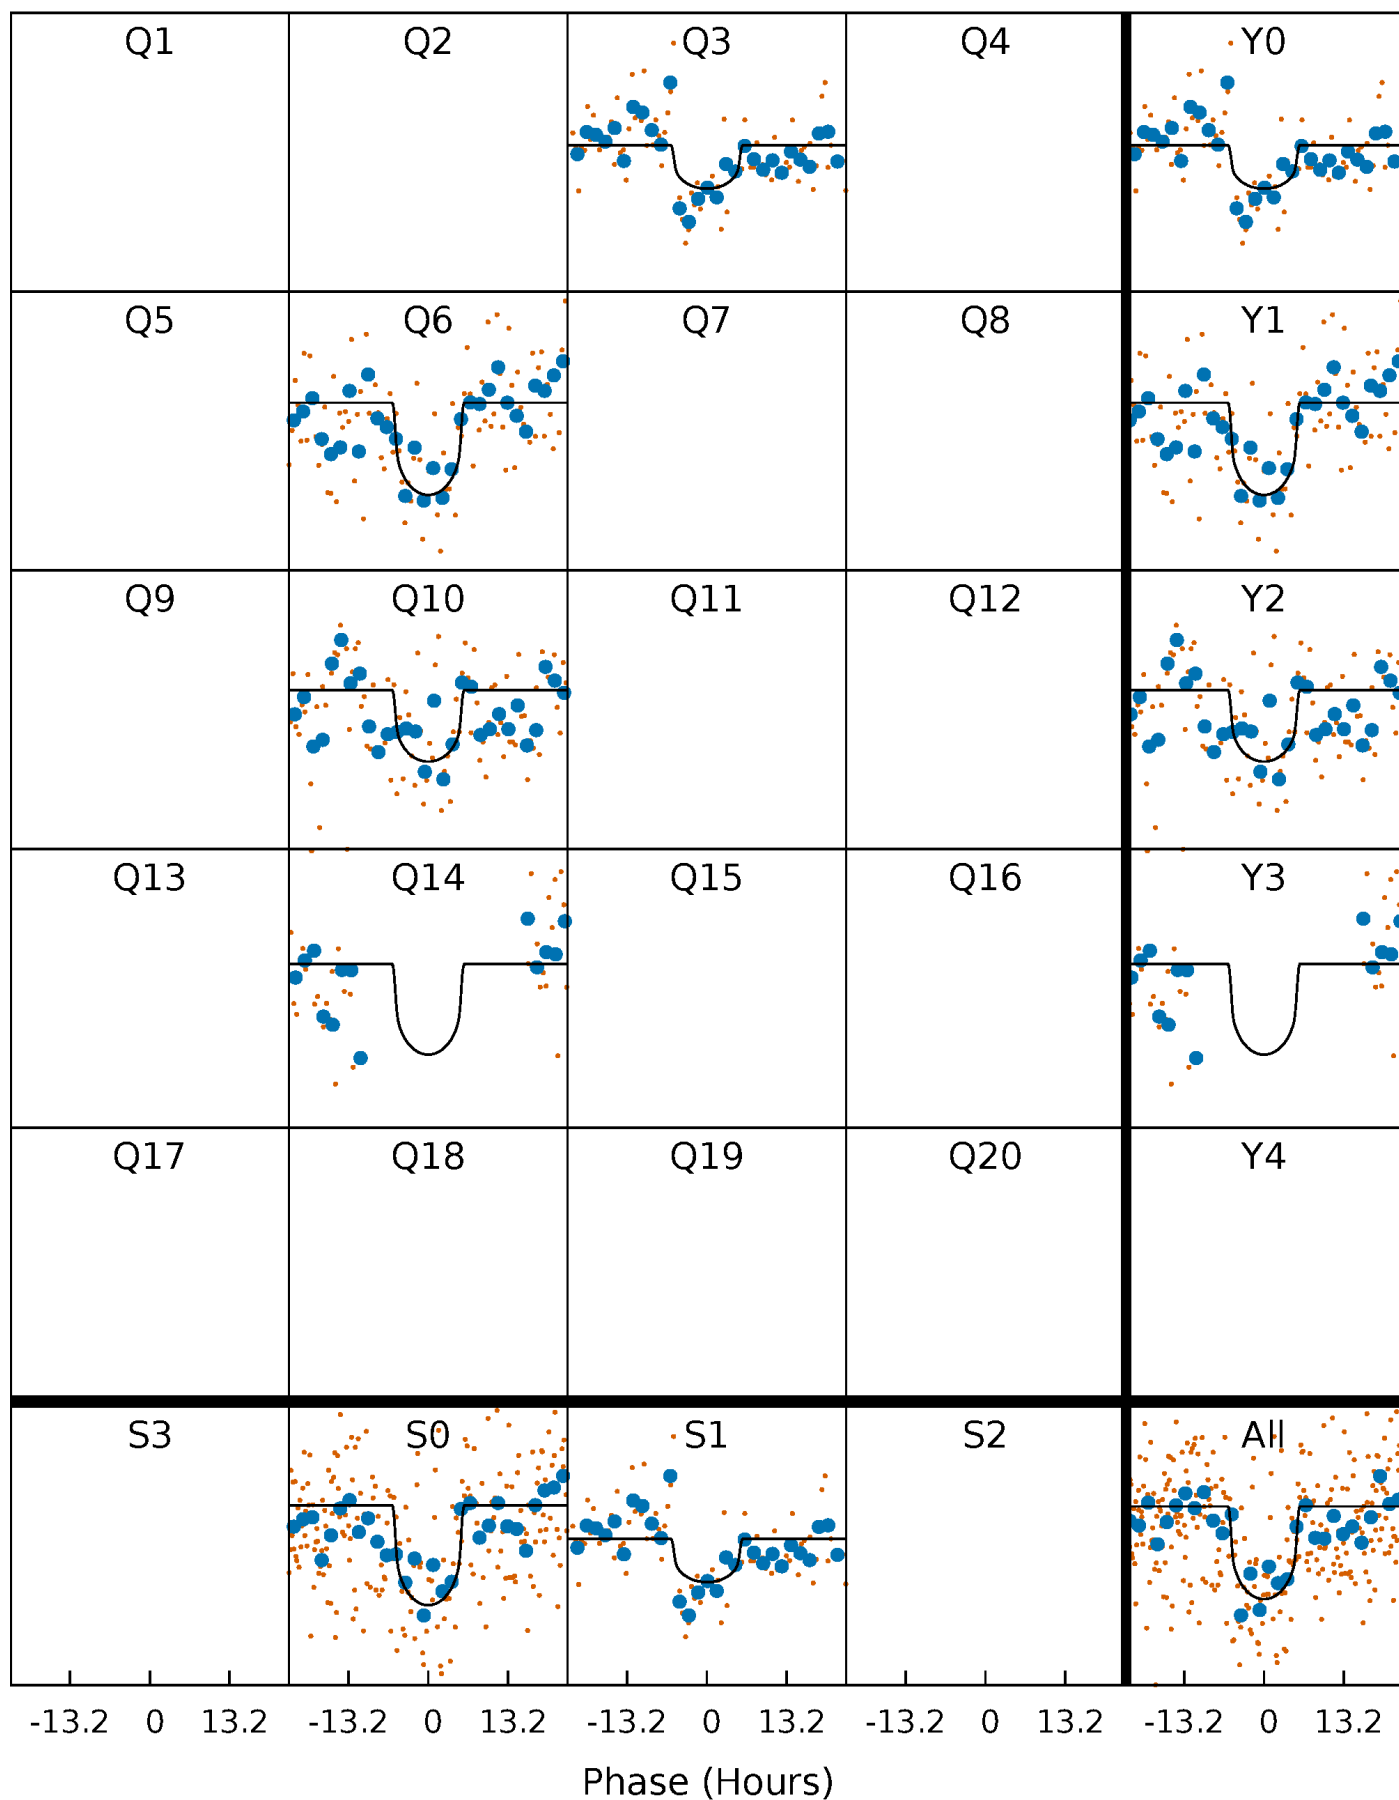 Q1 Q2 Q3 Q4 Y0
Q5 Q6 Q7 Q8 Y1
Q9 Q10 Q11 Q12 Y2
Q13 Q14 Q15 Q16 Y3
Q17 Q18 Q19 Q20 Y4
S3 S0 S1 S2 All
-13.2 0 13.2 -13.2 0 13.2 -13.2 0 13.2 -13.2 0 13.2 -13.2 0 13.2
Phase (Hours)